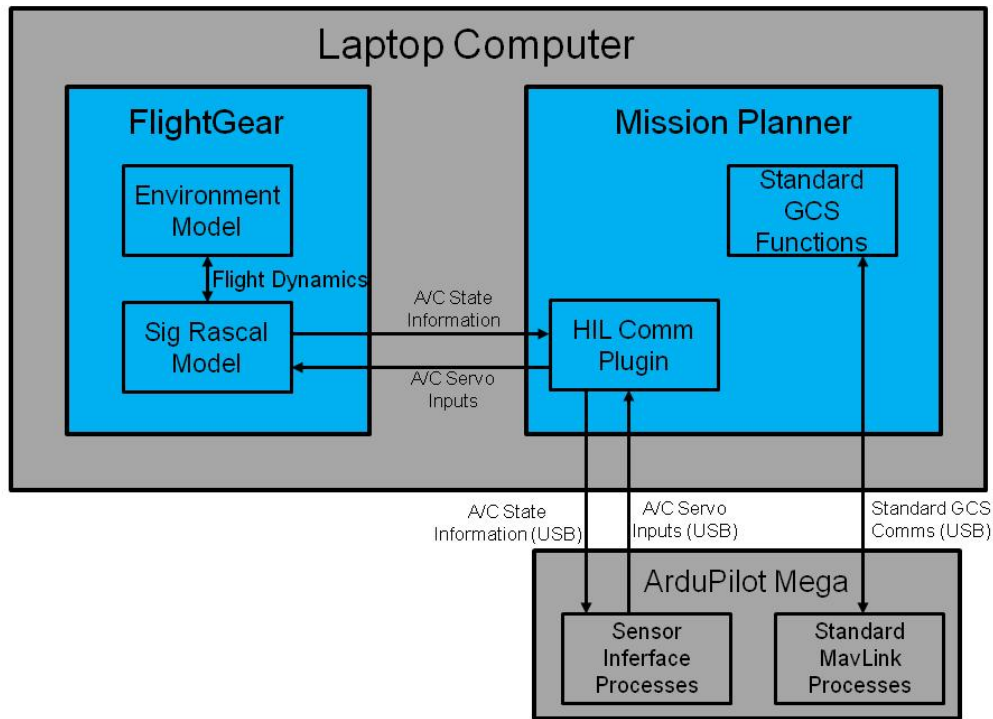 Laptop Computer
FlightGear
Environment
Model
Flight Dynamics
Sig Rascal
Model
A/C State
Information
A/C Servo
Inputs
Mission Planner
Standard
GCS
Functions
HIL Comm
Plugin
A/C State
Information (USB)
A/C Servo
Inputs (USB)
Standard GCS
Comms (USB)
ArduPilot Mega
Sensor
Inferface
Processes
Standard
MavLink
Processes